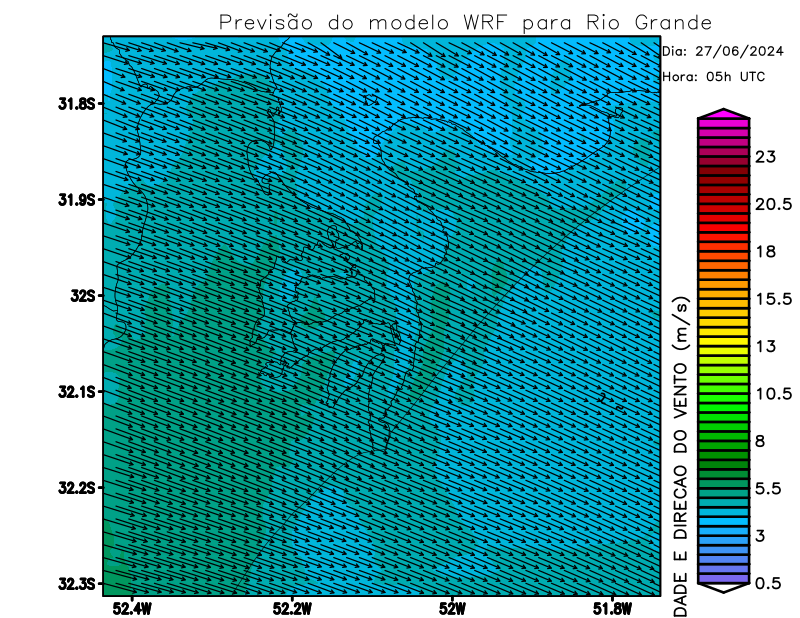 Previsão do modelo WRF para Rio Grande
Dia: 27/06/2024
Hora: 05h UTC
31.8S
31.9S
32S
32.1S
32.2S
32.3S
52.4W
52.2W
52W
51.8W
23
20.5
18
15.5
13
10.5
8
5.5
3
0.5
DADE E DIRECAO DO VENTO (m/s)